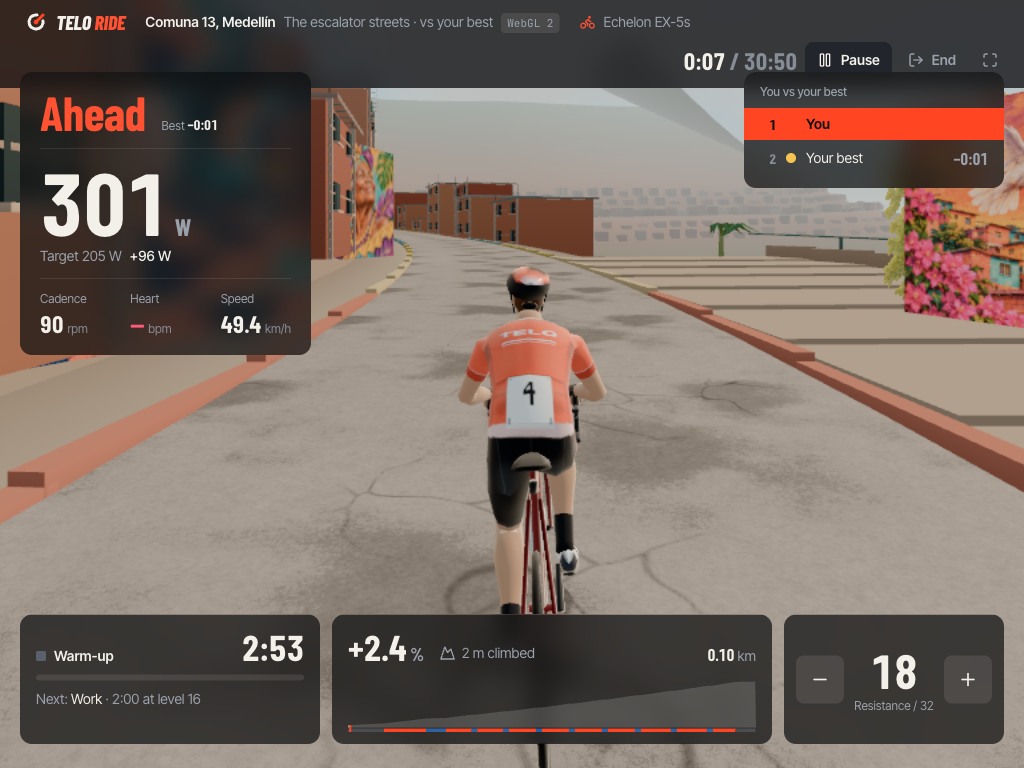 TELO RIDE Comuna 13, Medellín The escalator streets · vs your best WebGL 2 Echelon EX-5s
0:07 / 30:50 Pause End
Ahead Best −0:01
301 W
Target 205 W +96 W
Cadence Heart Speed
90 rpm — bpm 49.4 km/h
You vs your best
1 You
2 Your best −0:01
TELO
4
Warm-up 2:53
Next: Work · 2:00 at level 16
+2.4 % 2 m climbed 0.10 km
− 18 +
Resistance / 32